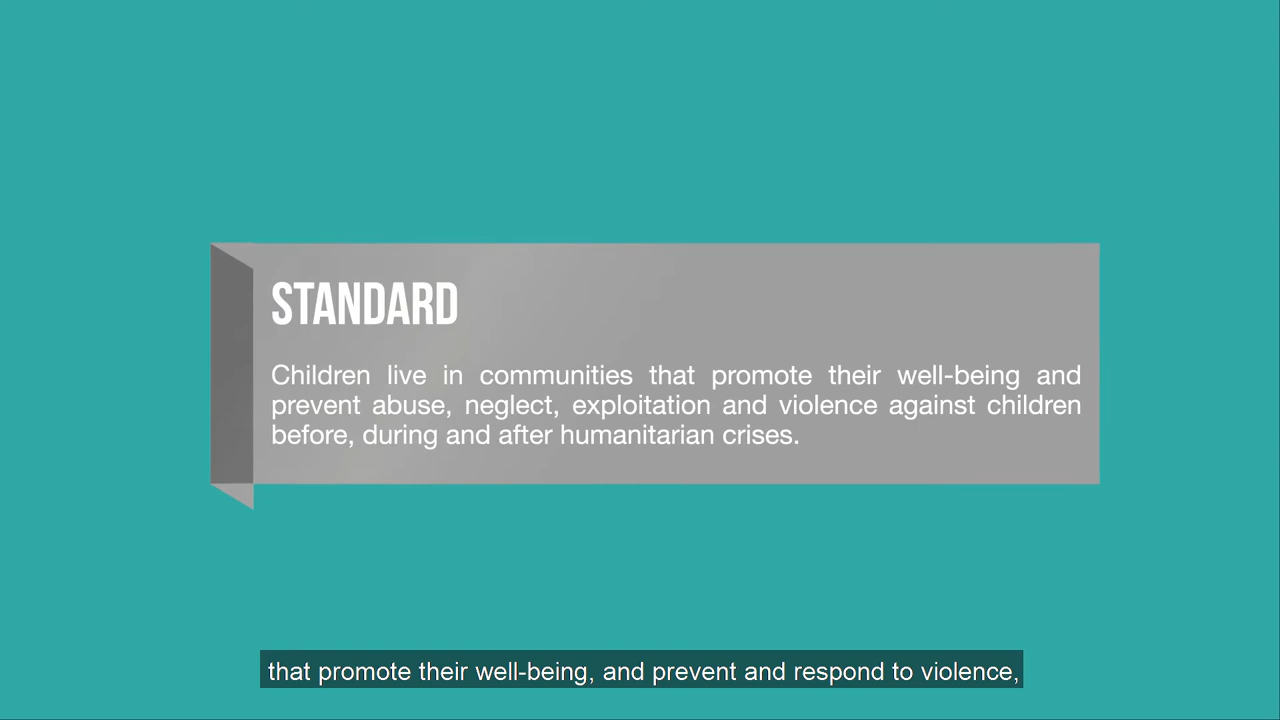 STANDARD
Children live in communities that promote their well-being and
prevent abuse, neglect, exploitation and violence against children
before, during and after humanitarian crises.
that promote their well-being, and prevent and respond to violence,